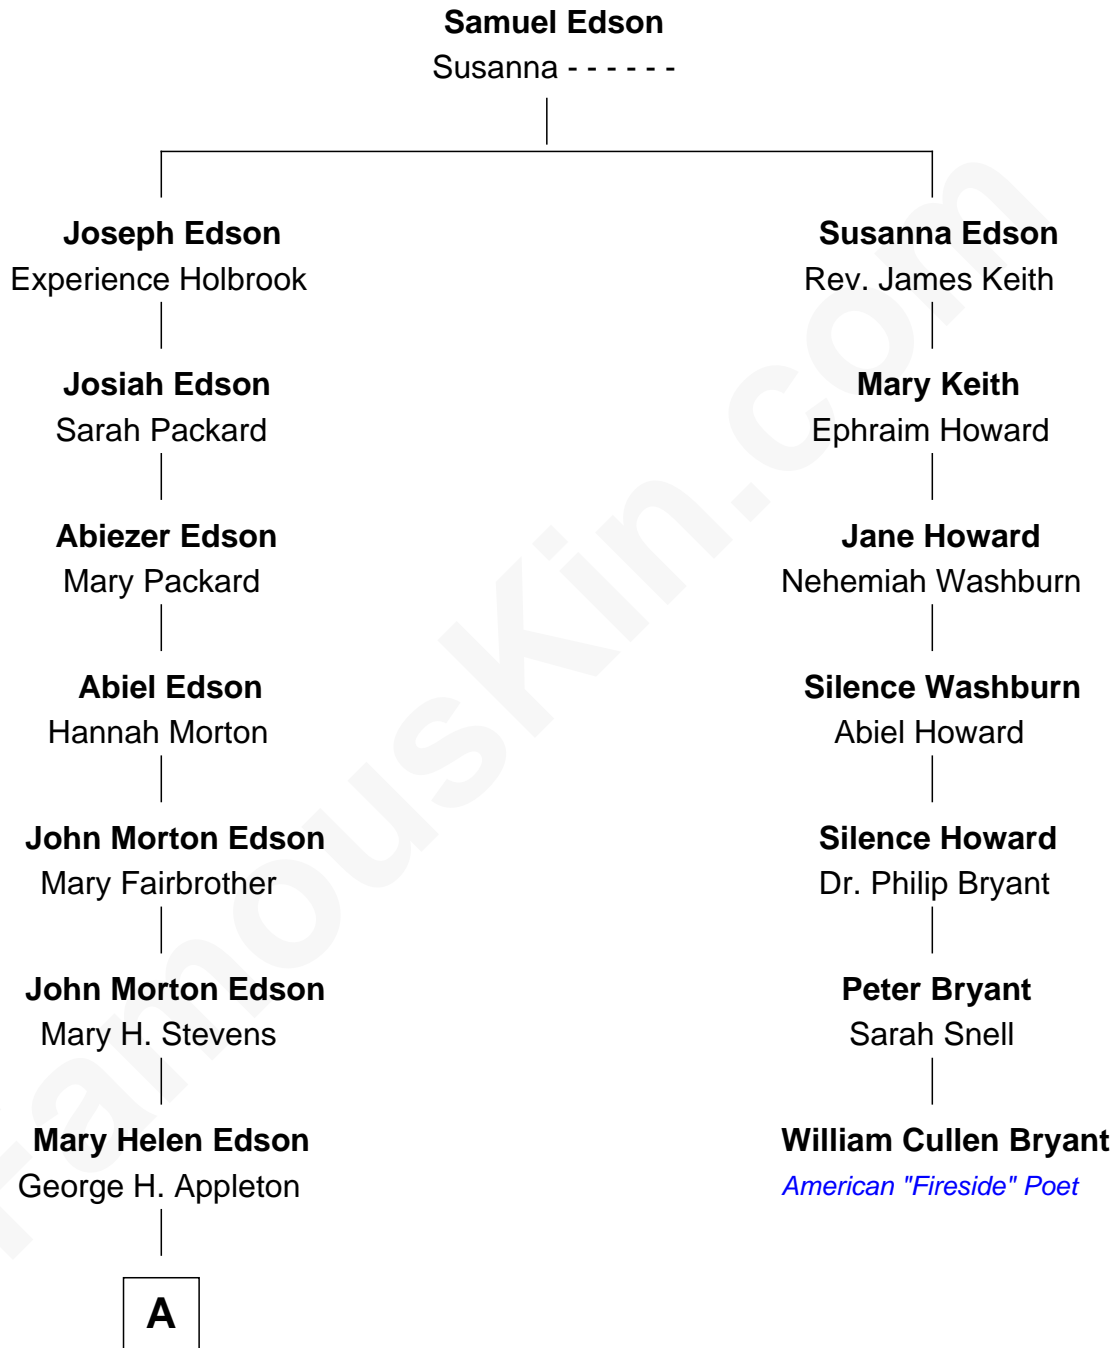 Samuel Edson
Susanna - - - - - -
Joseph Edson
Experience Holbrook
Susanna Edson
Rev. James Keith
Josiah Edson
Sarah Packard
Mary Keith
Ephraim Howard
Abiezer Edson
Mary Packard
Jane Howard
Nehemiah Washburn
Abiel Edson
Hannah Morton
Silence Washburn
Abiel Howard
John Morton Edson
Mary Fairbrother
Silence Howard
Dr. Philip Bryant
John Morton Edson
Mary H. Stevens
Peter Bryant
Sarah Snell
Mary Helen Edson
George H. Appleton
William Cullen Bryant
American "Fireside" Poet
A
FamousKin.com